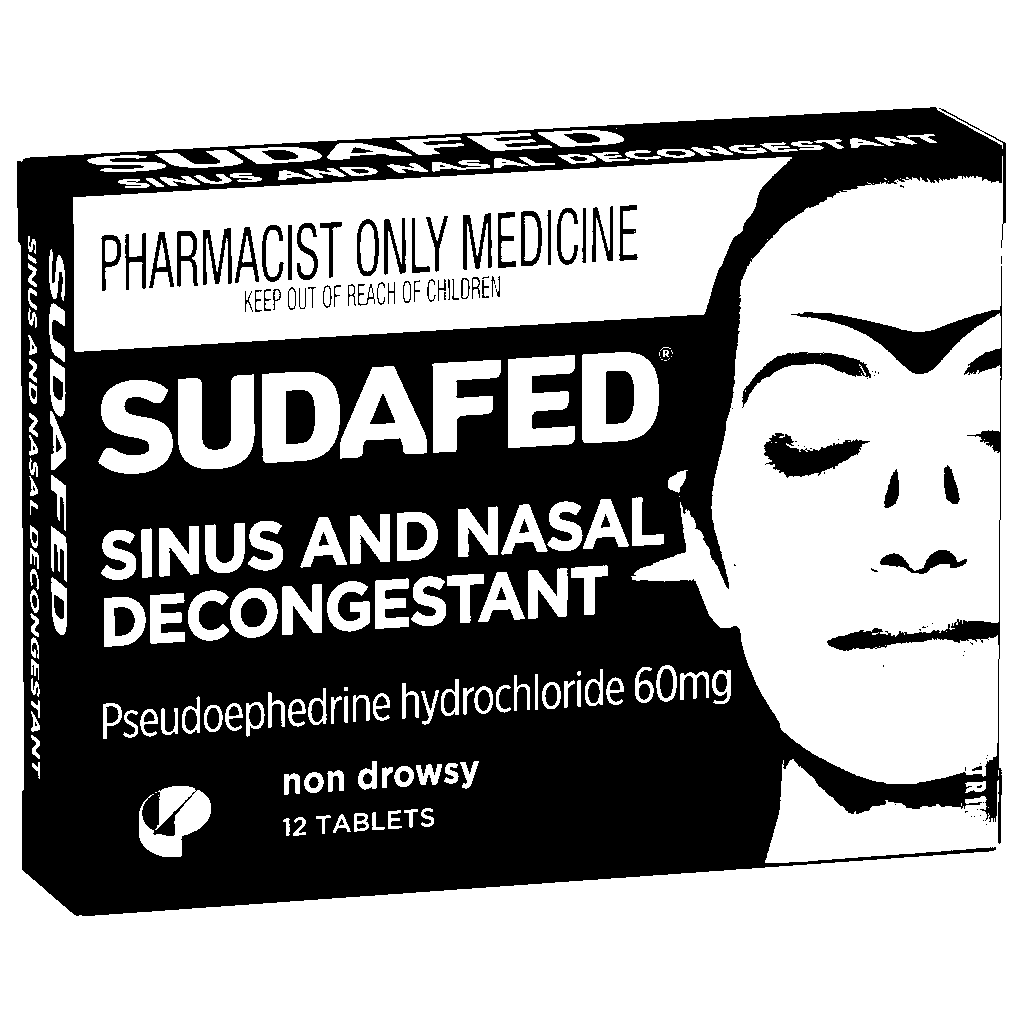 SUDAFED
SINUS AND NASAL DECONGESTANT
PHARMACIST ONLY MEDICINE
KEEP OUT OF REACH OF CHILDREN
SUDAFED®
SINUS AND NASAL
DECONGESTANT
Pseudoephedrine hydrochloride 60mg
non drowsy
12 TABLETS
SUDAFED
SINUS AND NASAL DECONGESTANT